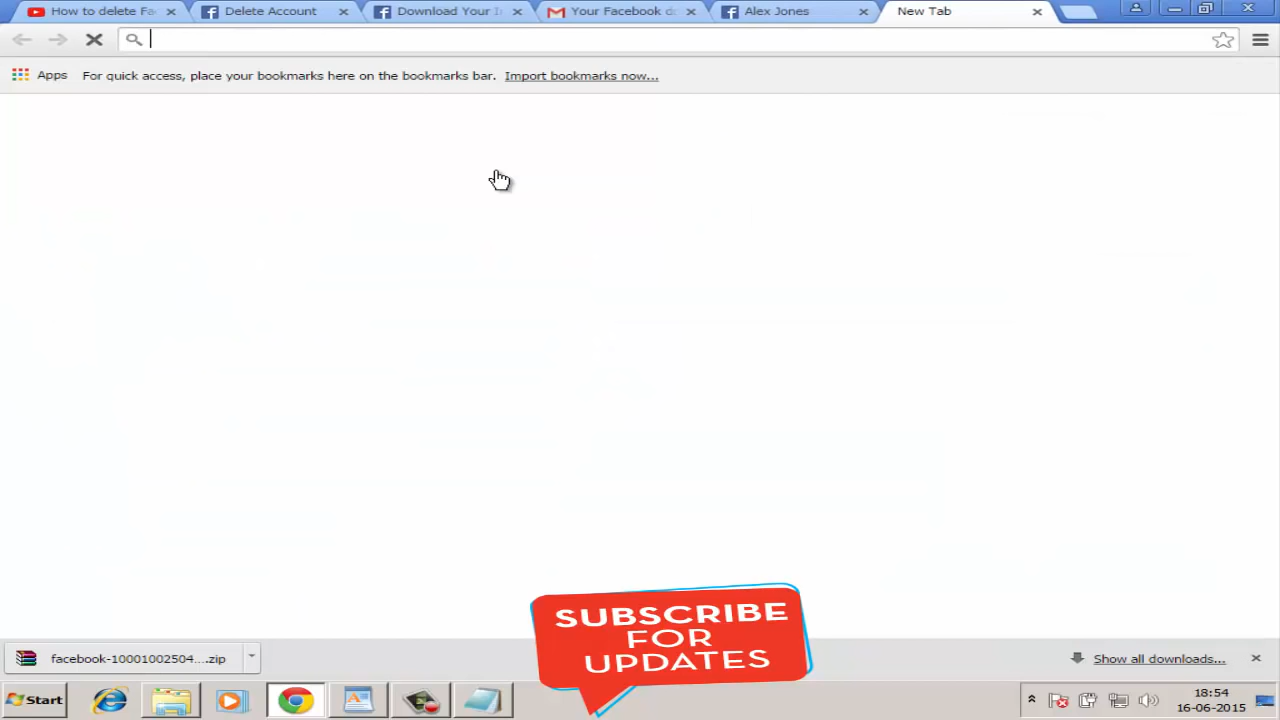 How to delete Fa
Delete Account
Download Your I
Your Facebook d
Alex Jones
New Tab
Apps
For quick access, place your bookmarks here on the bookmarks bar. Import bookmarks now...
SUBSCRIBE
FOR
UPDATES
facebook-10001002504....zip
Show all downloads...
Start
18:54
16-06-2015